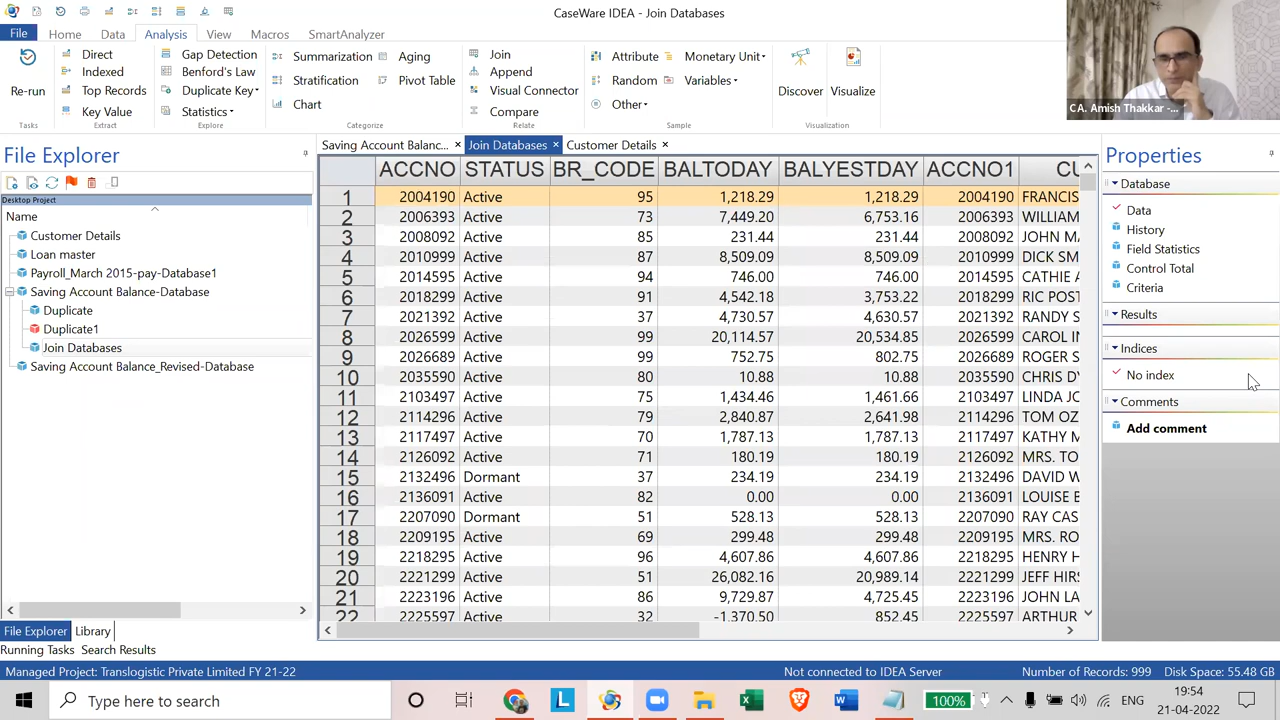 CaseWare IDEA - Join Databases
File Home Data Analysis View Macros SmartAnalyzer
Re-run
Tasks
Direct
Indexed
Top Records
Key Value
Extract
Gap Detection
Benford's Law
Duplicate Key
Statistics
Explore
Summarization
Stratification
Chart
Aging
Pivot Table
Categorize
Join
Append
Visual Connector
Compare
Relate
Attribute
Random
Other
Monetary Unit
Variables
Sample
Discover
Visualize
Visualization
CA. Amish Thakkar -...
File Explorer
Desktop Project
Name
Customer Details
Loan master
Payroll_March 2015-pay-Database1
Saving Account Balance-Database
Duplicate
Duplicate1
Join Databases
Saving Account Balance_Revised-Database
File Explorer Library
Running Tasks Search Results
Saving Account Balanc... × Join Databases × Customer Details ×
ACCNO STATUS BR_CODE BALTODAY BALYESTDAY ACCNO1 CU
1 2004190 Active 95 1,218.29 1,218.29 2004190 FRANCIS
2 2006393 Active 73 7,449.20 6,753.16 2006393 WILLIAM
3 2008092 Active 85 231.44 231.44 2008092 JOHN MA
4 2010999 Active 87 8,509.09 8,509.09 2010999 DICK SM
5 2014595 Active 94 746.00 746.00 2014595 CATHIE A
6 2018299 Active 91 4,542.18 3,753.22 2018299 RIC POST
7 2021392 Active 37 4,730.57 4,630.57 2021392 RANDY S
8 2026599 Active 99 20,114.57 20,534.85 2026599 CAROL IN
9 2026689 Active 99 752.75 802.75 2026689 ROGER S
10 2035590 Active 80 10.88 10.88 2035590 CHRIS DY
11 2103497 Active 75 1,434.46 1,461.66 2103497 LINDA JO
12 2114296 Active 79 2,840.87 2,641.98 2114296 TOM OZ
13 2117497 Active 70 1,787.13 1,787.13 2117497 KATHY M
14 2126092 Active 71 180.19 180.19 2126092 MRS. TO
15 2132496 Dormant 37 234.19 234.19 2132496 DAVID W
16 2136091 Active 82 0.00 0.00 2136091 LOUISE B
17 2207090 Dormant 51 528.13 528.13 2207090 RAY CAS
18 2209195 Active 69 299.48 299.48 2209195 MRS. RO
19 2218295 Active 96 4,607.86 4,607.86 2218295 HENRY H
20 2221299 Active 51 26,082.16 20,989.14 2221299 JEFF HIRS
21 2223196 Active 86 9,729.87 4,725.45 2223196 JOHN LA
22 2225597 Active 32 -1,370.50 852.45 2225597 ARTHUR
Properties
Database
Data
History
Field Statistics
Control Total
Criteria
Results
Indices
No index
Comments
Add comment
Managed Project: Translogistic Private Limited FY 21-22 Not connected to IDEA Server Number of Records: 999 Disk Space: 55.48 GB
Type here to search
100%
ENG
19:54
21-04-2022